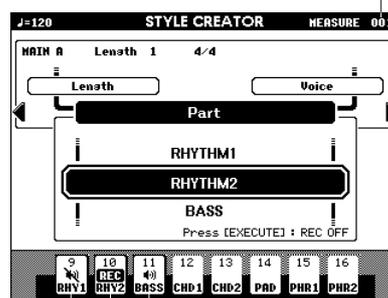 ♩=120 STYLE CREATOR MEASURE 00
MAIN A Length 1 4/4
Length Voice
Part
RHYTHM1
RHYTHM2
BASS
Press [EXECUTE] : REC OFF
9 10 11 12 13 14 15 16
REC
RHY1 RHY2 BASS CHD1 CHD2 PAD PHR1 PHR2